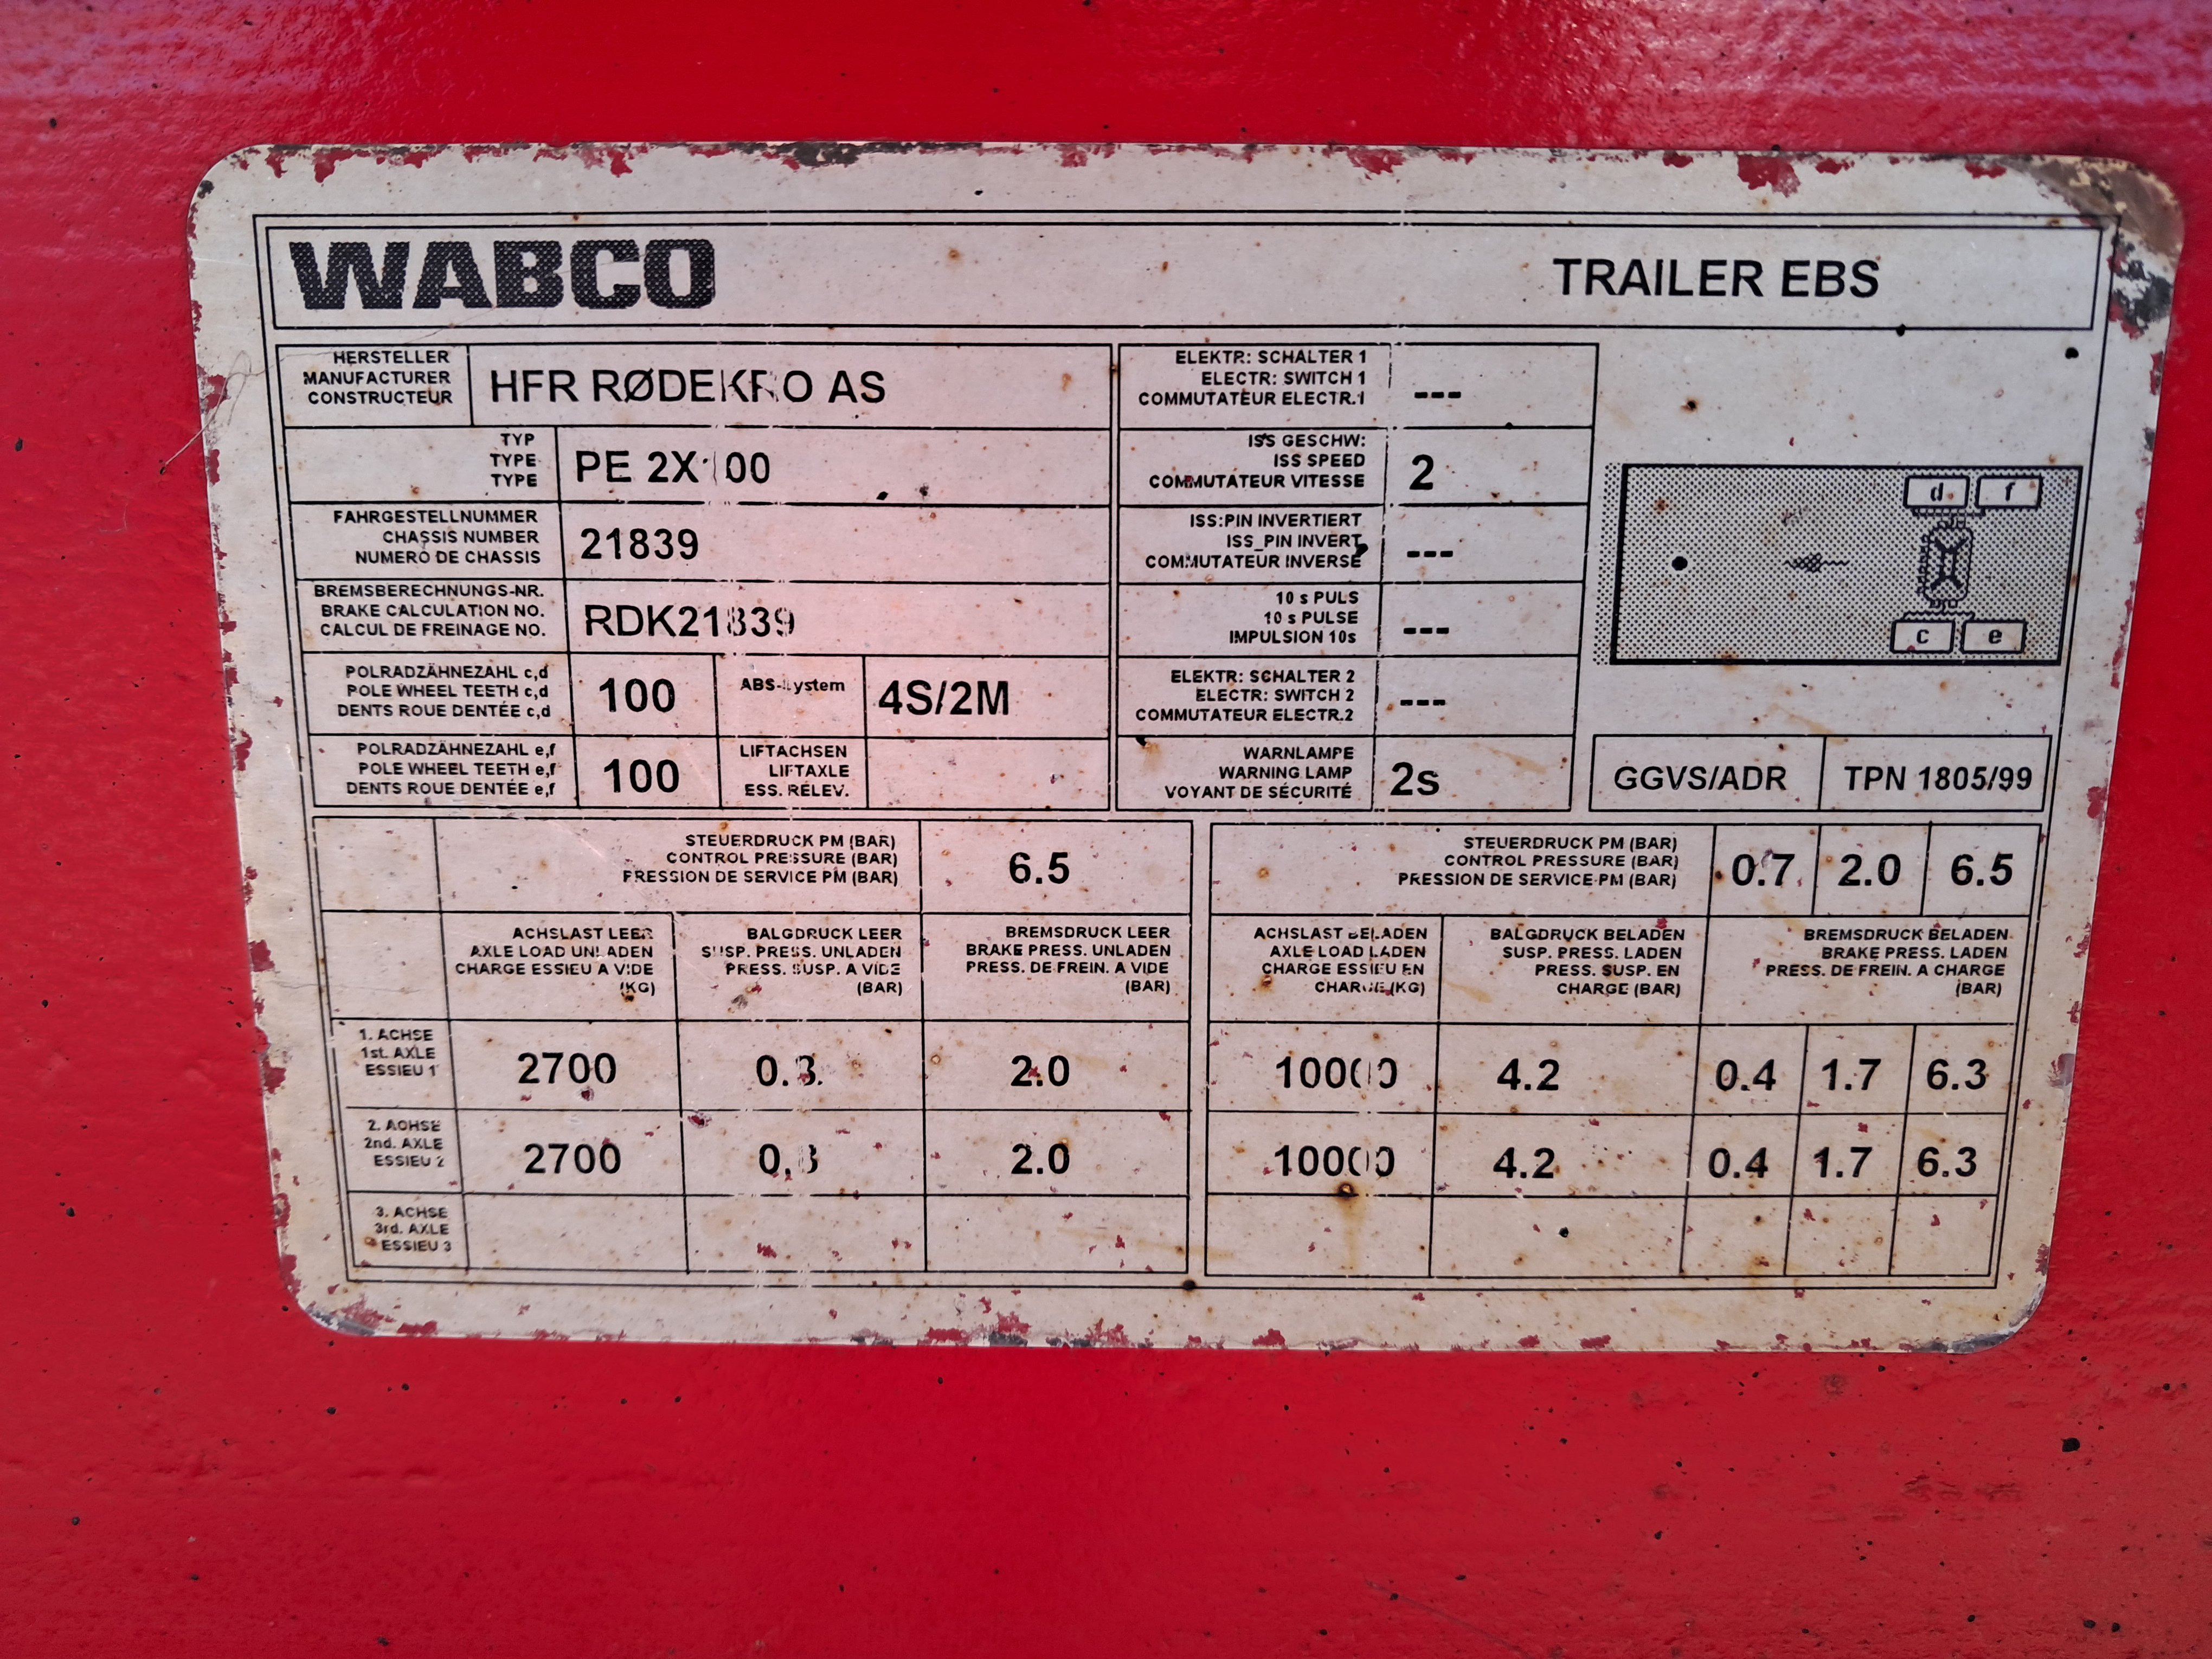 WABCO
TRAILER EBS
HERSTELLER
MANUFACTURER
CONSTRUCTEUR
HFR RØDEKRO AS
TYP
TYPE
TYPE
PE 2X100
FAHRGESTELLNUMMER
CHASSIS NUMBER
NUMERO DE CHASSIS
21839
BREMSBERECHNUNGS-NR.
BRAKE CALCULATION NO.
CALCUL DE FREINAGE NO.
RDK21839
POLRADZÄHNEZAHL c,d
POLE WHEEL TEETH c,d
DENTS ROUE DENTÉE c,d
100
ABS-System
4S/2M
POLRADZÄHNEZAHL e,f
POLE WHEEL TEETH e,f
DENTS ROUE DENTÉE e,f
100
LIFTACHSEN
LIFTAXLE
ESS. RELEV.
ELEKTR: SCHALTER 1
ELECTR: SWITCH 1
COMMUTATEUR ELECTR.1
---
ISS GESCHW:
ISS SPEED
COMMUTATEUR VITESSE
2
ISS:PIN INVERTIERT
ISS_PIN INVERT
COMMUTATEUR INVERSE
---
10 s PULS
10 s PULSE
IMPULSION 10s
---
ELEKTR: SCHALTER 2
ELECTR: SWITCH 2
COMMUTATEUR ELECTR.2
---
WARNLAMPE
WARNING LAMP
VOYANT DE SÉCURITÉ
2s
d f
c e
GGVS/ADR TPN 1805/99
STEUERDRUCK PM (BAR)
CONTROL PRESSURE (BAR)
PRESSION DE SERVICE PM (BAR)
6.5
ACHSLAST LEER
AXLE LOAD UNLADEN
CHARGE ESSIEU A VIDE
(KG)
BALGDRUCK LEER
SUSP. PRESS. UNLADEN
PRESS. SUSP. A VIDE
(BAR)
BREMSDRUCK LEER
BRAKE PRESS. UNLADEN
PRESS. DE FREIN. A VIDE
(BAR)
1. ACHSE
1st. AXLE
ESSIEU 1
2700 0.8 2.0
2. ACHSE
2nd. AXLE
ESSIEU 2
2700 0.8 2.0
3. ACHSE
3rd. AXLE
ESSIEU 3
STEUERDRUCK PM (BAR)
CONTROL PRESSURE (BAR)
PRESSION DE SERVICE PM (BAR)
0.7 2.0 6.5
ACHSLAST BELADEN
AXLE LOAD LADEN
CHARGE ESSIEU EN
CHARGE (KG)
BALGDRUCK BELADEN
SUSP. PRESS. LADEN
PRESS. SUSP. EN
CHARGE (BAR)
BREMSDRUCK BELADEN
BRAKE PRESS. LADEN
PRESS. DE FREIN. A CHARGE
(BAR)
10000 4.2 0.4 1.7 6.3
10000 4.2 0.4 1.7 6.3